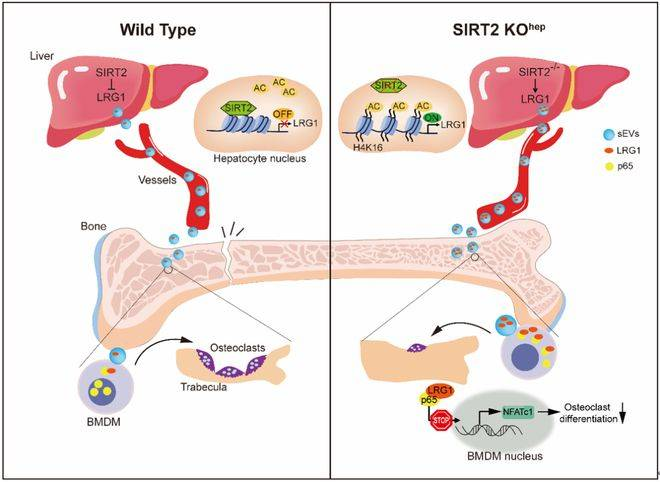 Wild Type
Liver
SIRT2
LRG1
AC
AC
AC
AC
SIRT2
OFF
LRG1
Hepatocyte nucleus
Vessels
Bone
Osteoclasts
Trabecula
BMDM
SIRT2 KOhep
SIRT2
AC
AC
AC
ON
LRG1
H4K16
SIRT2-/-
LRG1
sEVs
LRG1
p65
LRG1
p65
STOP
NFATc1
Osteoclast
differentiation
BMDM nucleus